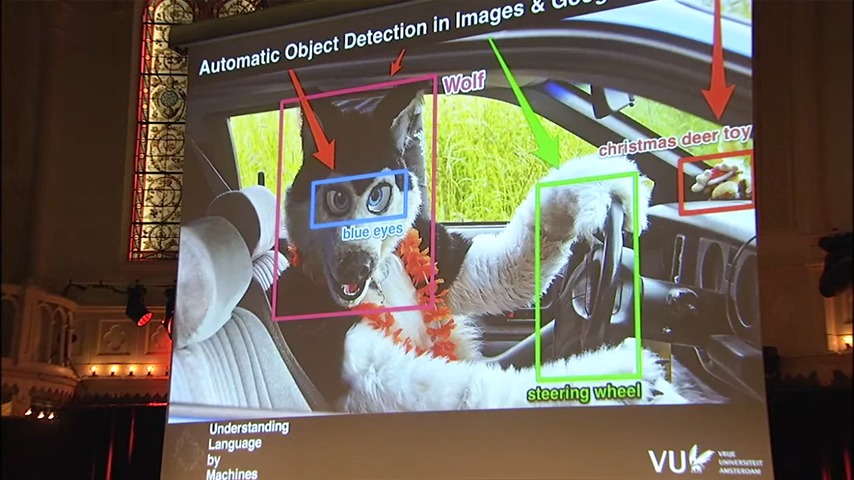 Automatic Object Detection in Images & Goog
Wolf
christmas deer toy
blue eyes
steering wheel
Understanding
Language
by
Machines
VU
VRIJE
UNIVERSITEIT
AMSTERDAM